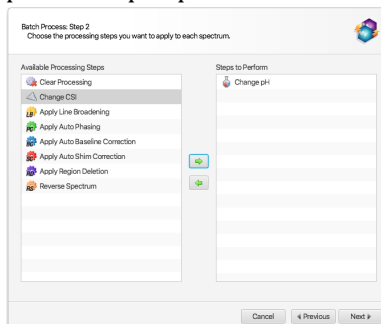 Batch Process: Step 2
Choose the processing steps you want to apply to each spectrum.
Available Processing Steps
Clear Processing
Change CSI
Apply Line Broadening
Apply Auto Phasing
Apply Auto Baseline Correction
Apply Auto Shim Correction
Apply Region Deletion
Reverse Spectrum
Steps to Perform
Change pH
Cancel
Previous
Next